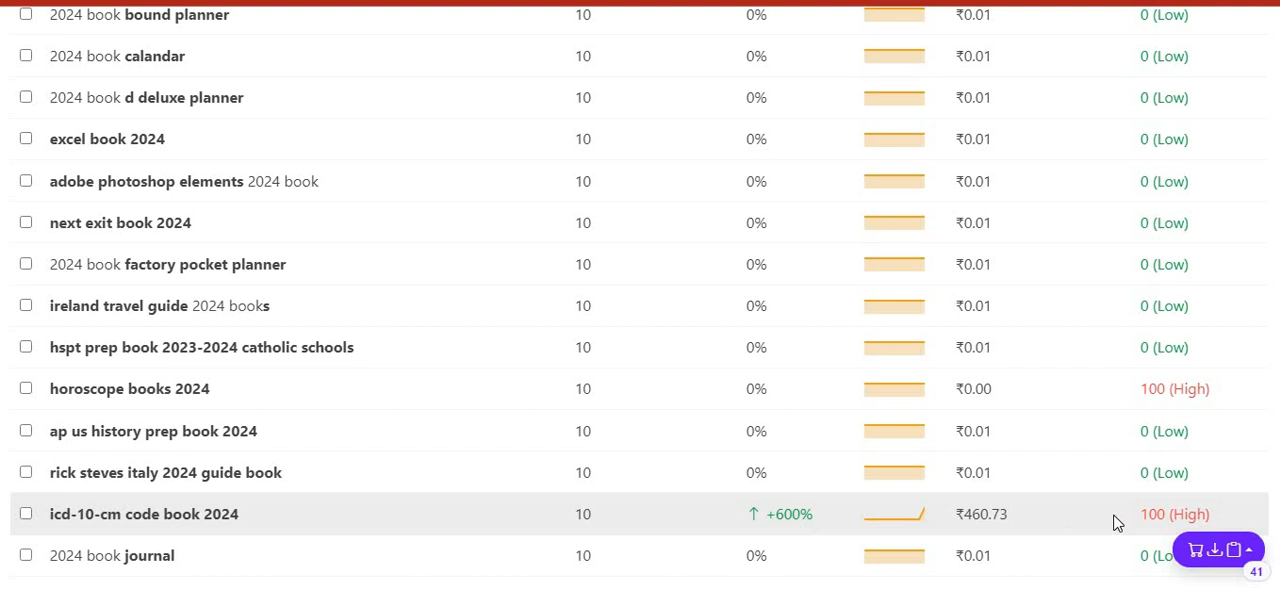 2024 book bound planner 10 0% ₹0.01 0 (Low)
2024 book calandar 10 0% ₹0.01 0 (Low)
2024 book d deluxe planner 10 0% ₹0.01 0 (Low)
excel book 2024 10 0% ₹0.01 0 (Low)
adobe photoshop elements 2024 book 10 0% ₹0.01 0 (Low)
next exit book 2024 10 0% ₹0.01 0 (Low)
2024 book factory pocket planner 10 0% ₹0.01 0 (Low)
ireland travel guide 2024 books 10 0% ₹0.01 0 (Low)
hspt prep book 2023-2024 catholic schools 10 0% ₹0.01 0 (Low)
horoscope books 2024 10 0% ₹0.00 100 (High)
ap us history prep book 2024 10 0% ₹0.01 0 (Low)
rick steves italy 2024 guide book 10 0% ₹0.01 0 (Low)
icd-10-cm code book 2024 10 ↑ +600% ₹460.73 100 (High)
2024 book journal 10 0% ₹0.01 0 (Lo
41